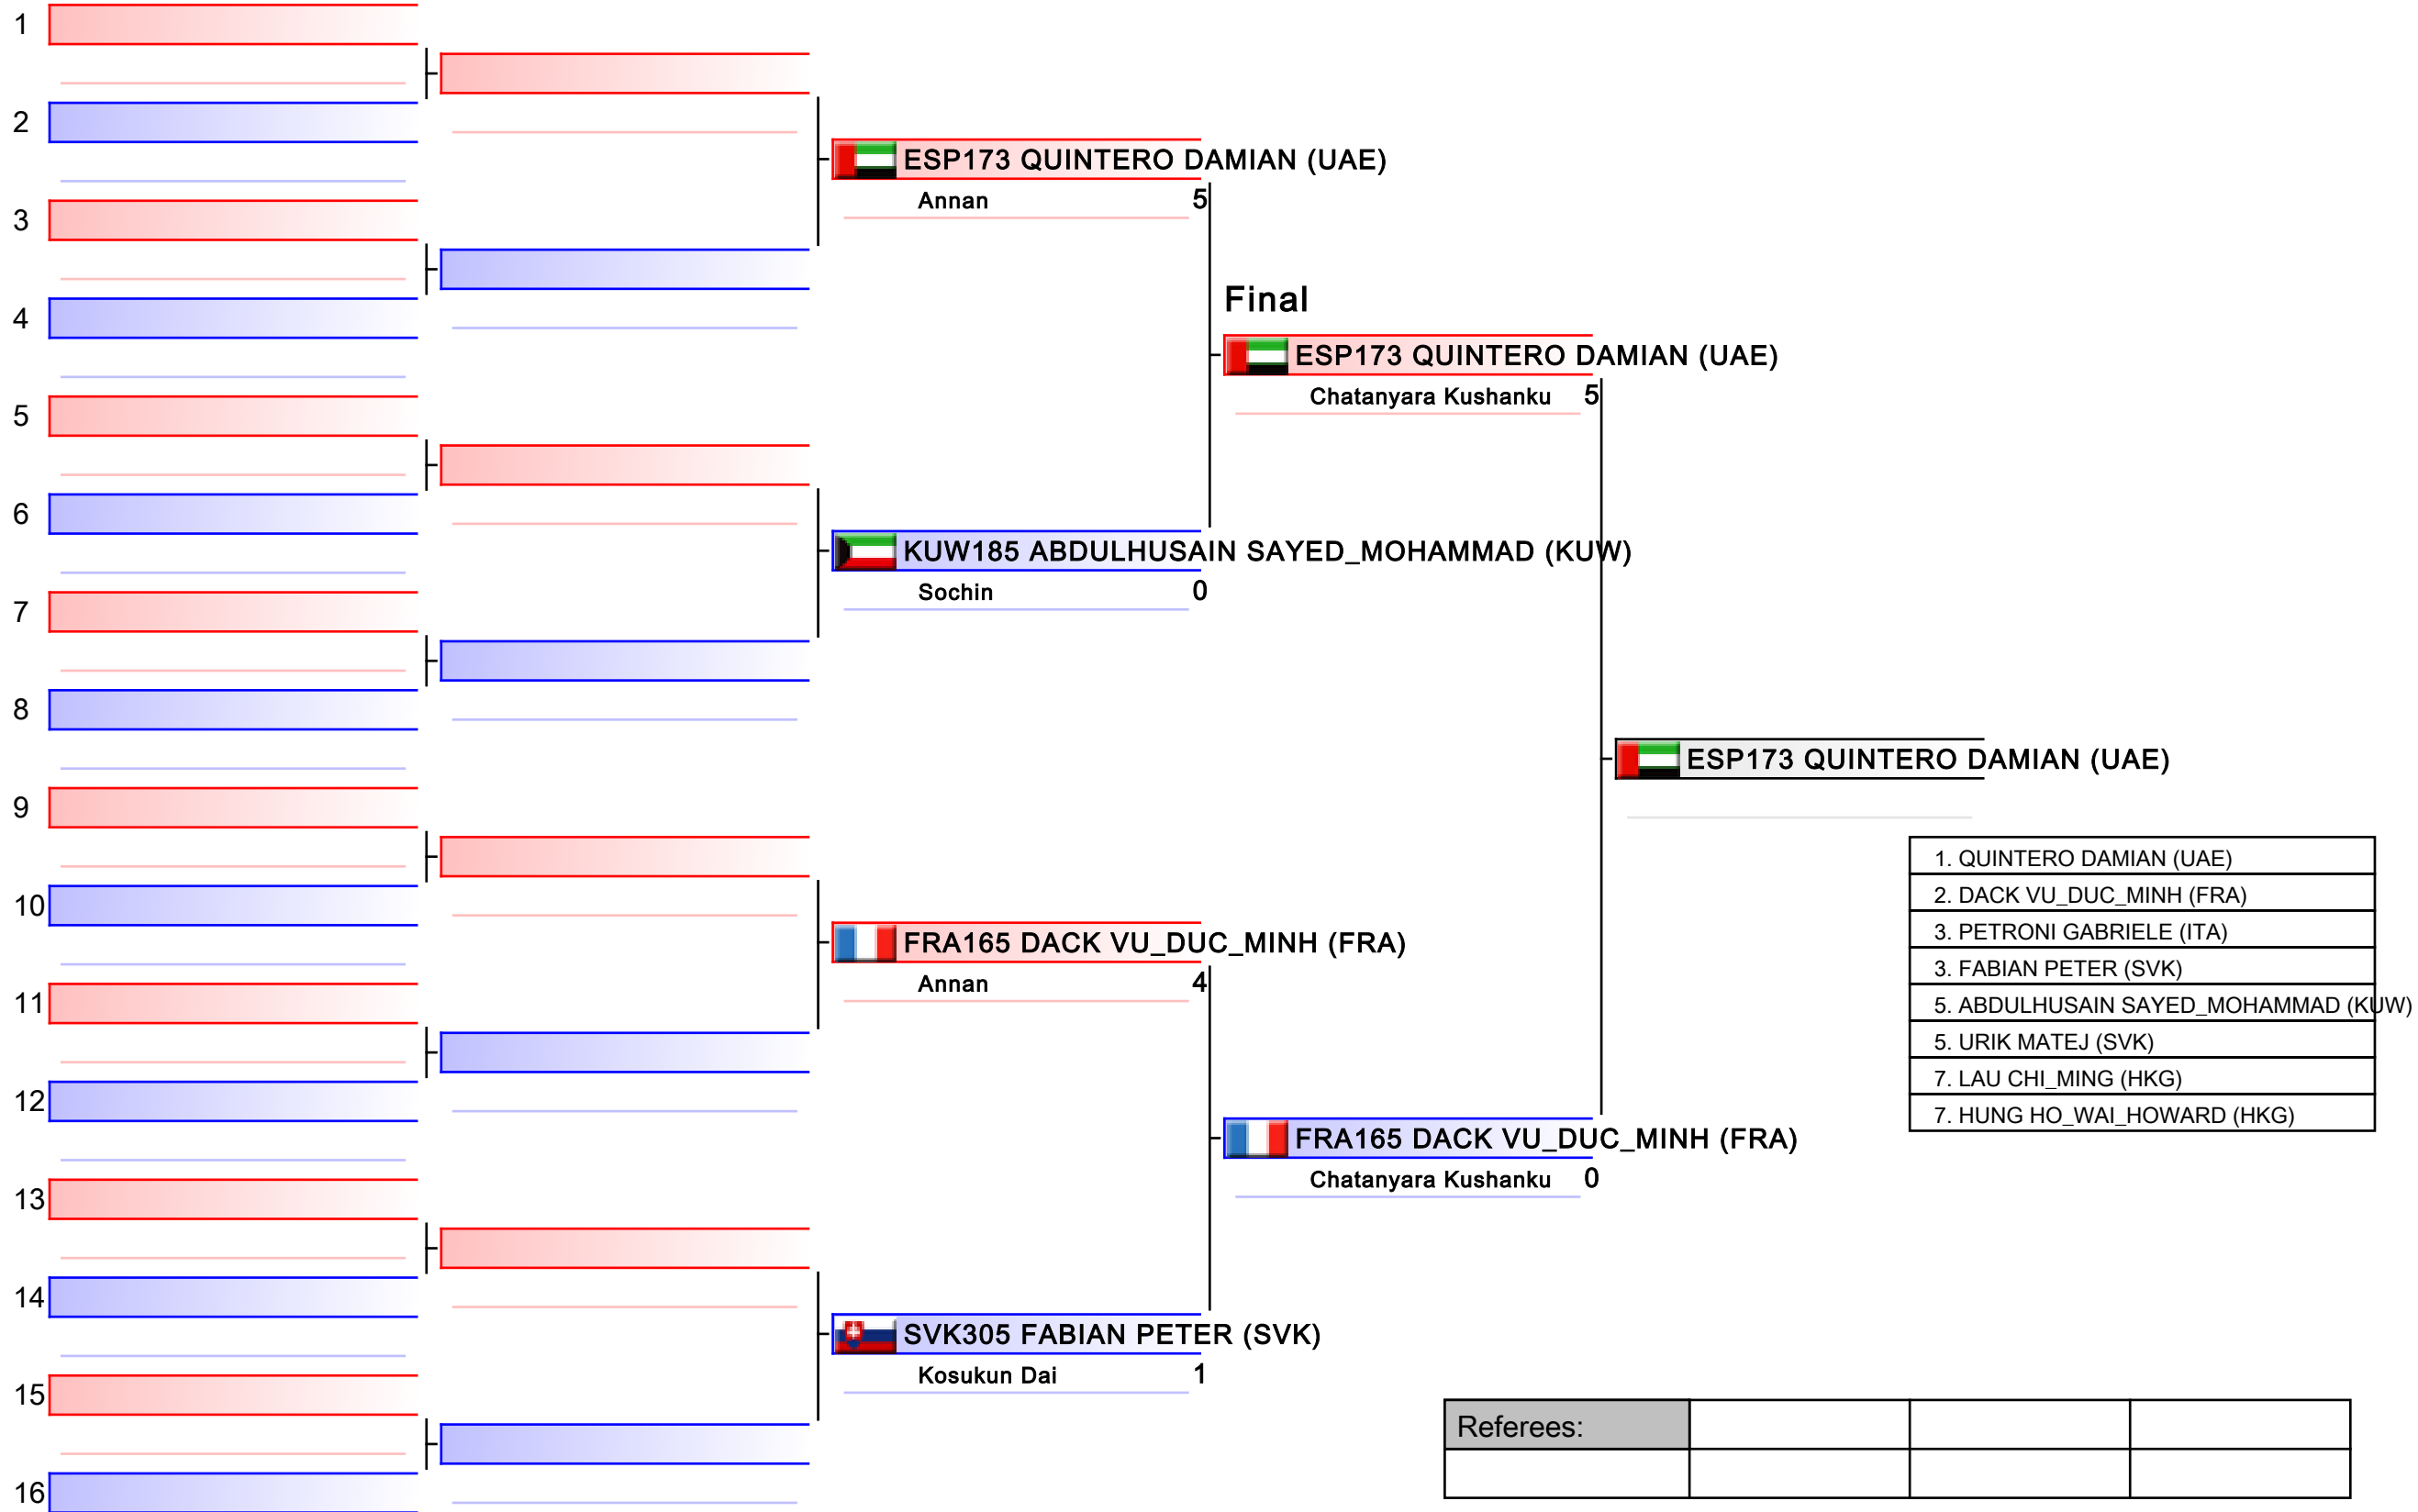 1
2
ESP173 QUINTERO DAMIAN (UAE)
Annan 5
3
4
Final
ESP173 QUINTERO DAMIAN (UAE)
Chatanyara Kushanku 5
5
6
KUW185 ABDULHUSAIN SAYED_MOHAMMAD (KUW)
Sochin 0
7
8
ESP173 QUINTERO DAMIAN (UAE)
9
1. QUINTERO DAMIAN (UAE)
2. DACK VU_DUC_MINH (FRA)
3. PETRONI GABRIELE (ITA)
3. FABIAN PETER (SVK)
5. ABDULHUSAIN SAYED_MOHAMMAD (KUW)
5. URIK MATEJ (SVK)
7. LAU CHI_MING (HKG)
7. HUNG HO_WAI_HOWARD (HKG)
10
FRA165 DACK VU_DUC_MINH (FRA)
Annan 4
11
12
FRA165 DACK VU_DUC_MINH (FRA)
Chatanyara Kushanku 0
13
14
SVK305 FABIAN PETER (SVK)
Kosukun Dai 1
15
Referees:
16